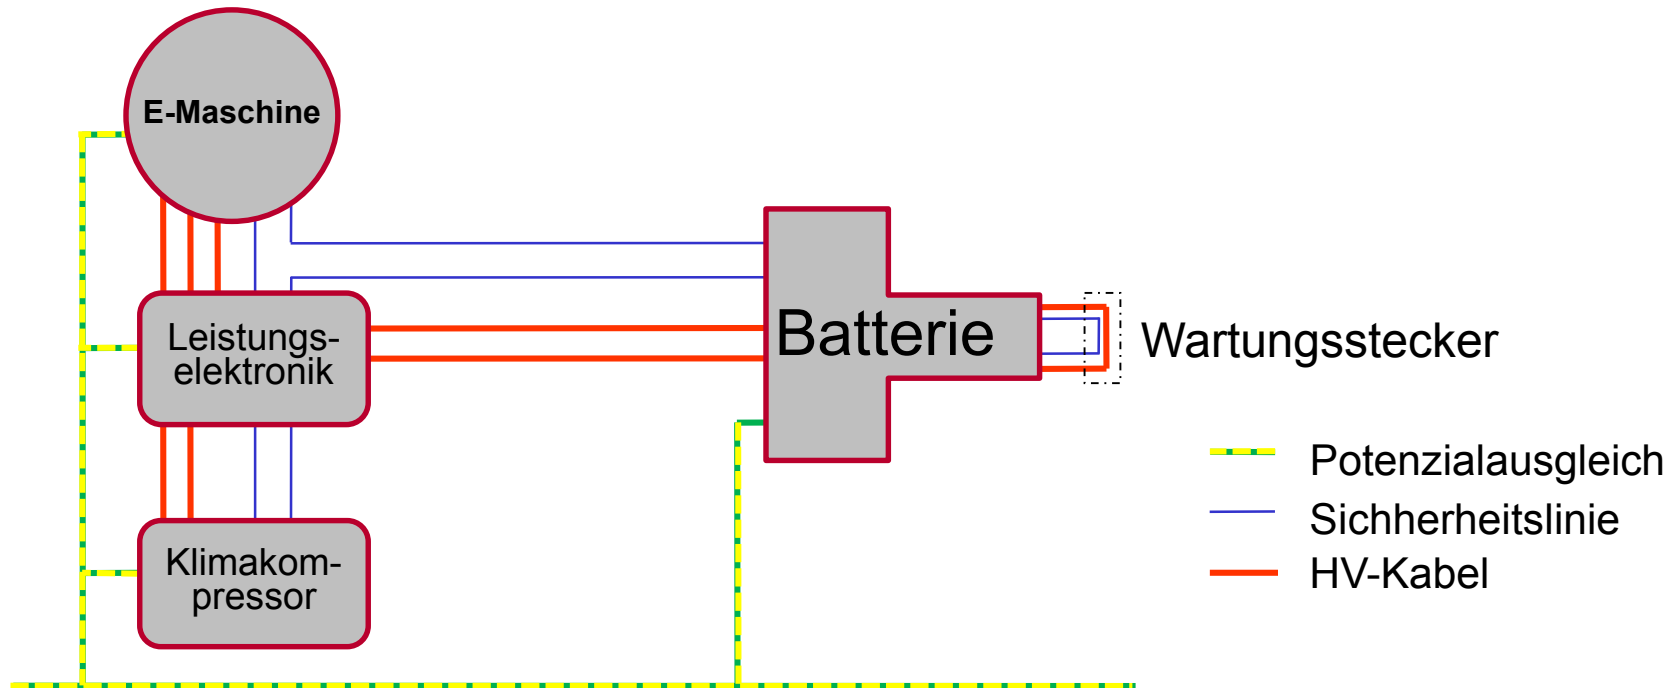 E-Maschine
Leistungs-
elektronik
Batterie
Wartungsstecker
Klimakom-
pressor
Potenzialausgleich
Sichherheitslinie
HV-Kabel